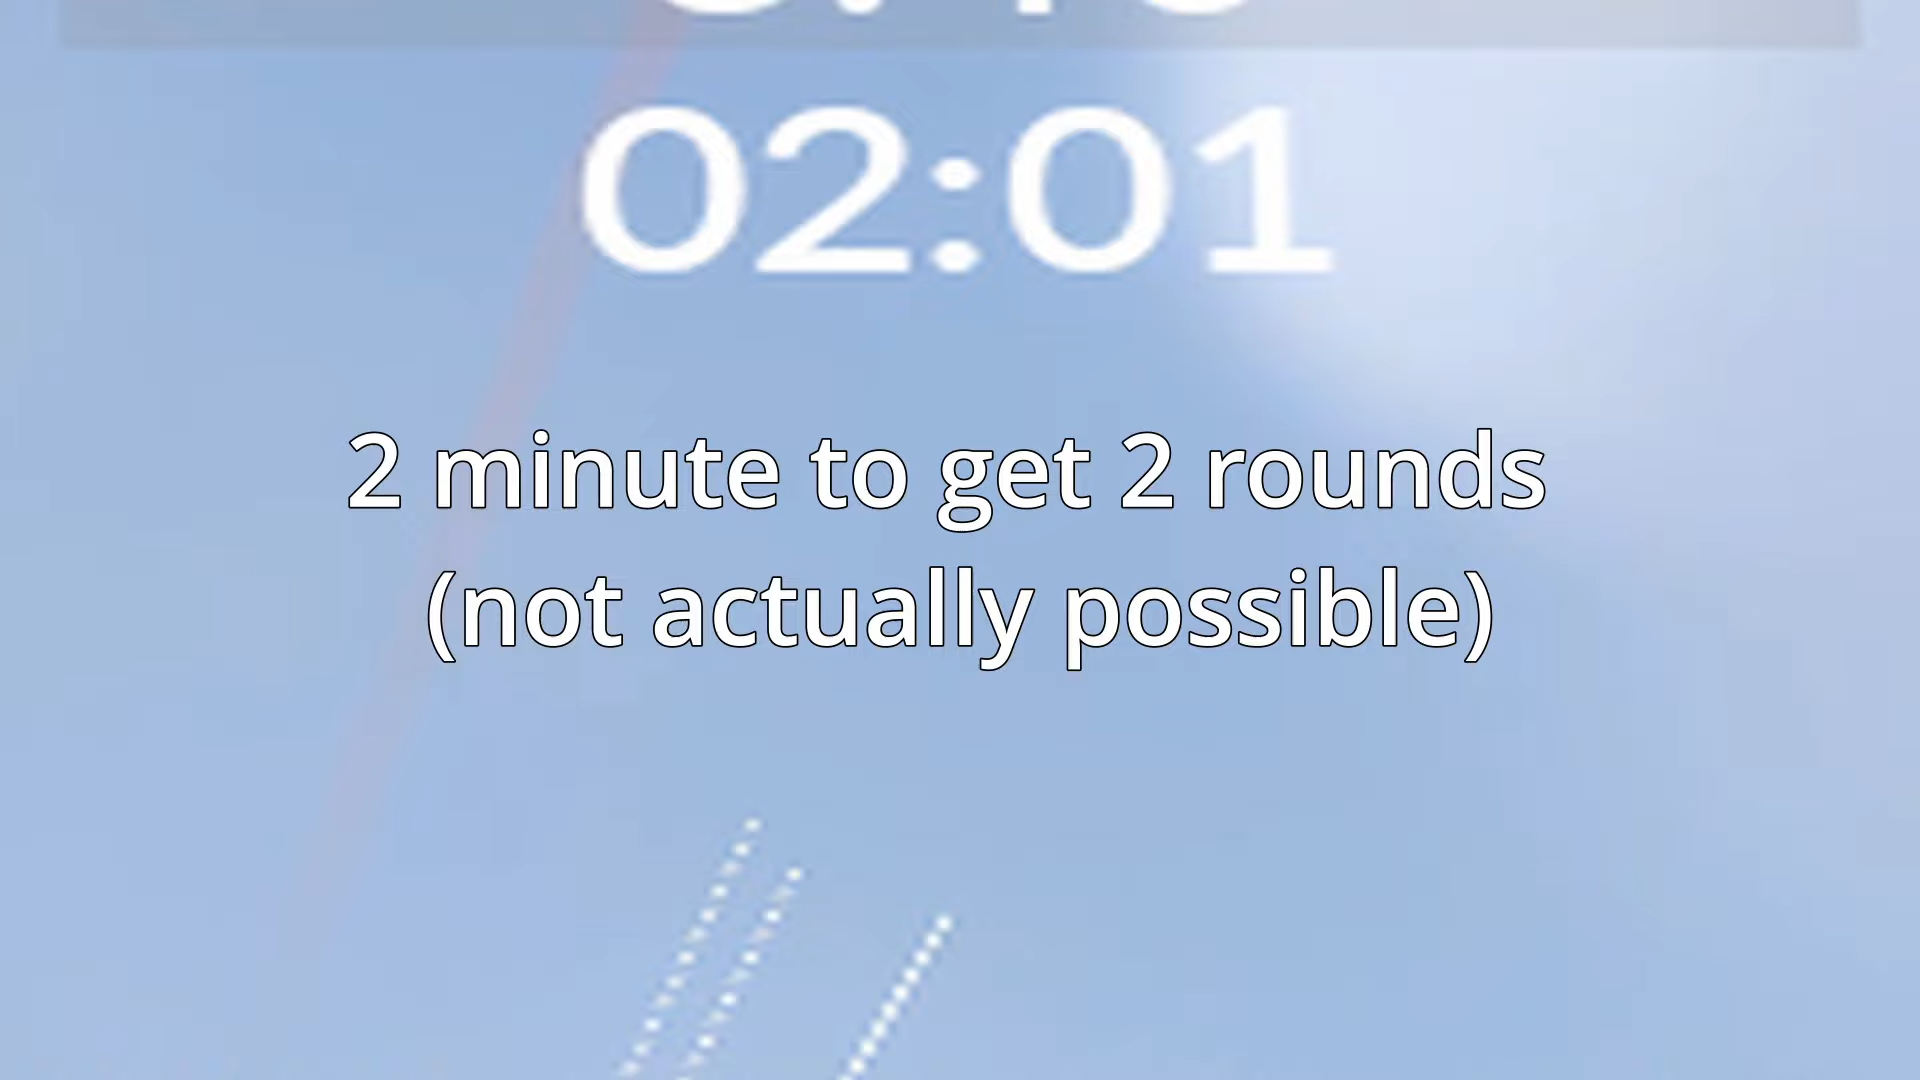 02:01
2 minute to get 2 rounds
(not actually possible)